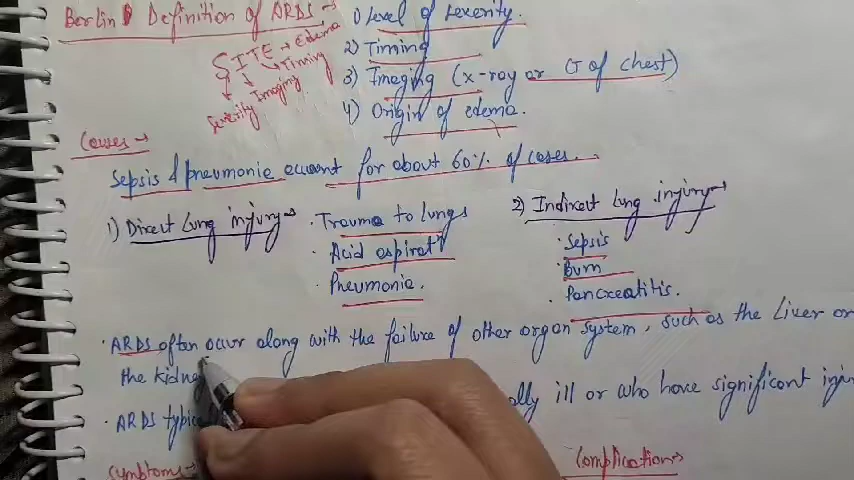 Berlin Definition of ARDS →
1) Level of severity.
2) Timing
3) Imaging (x-ray or CT of chest)
4) Origin of edema.
SITE → Edema
Timing
Imaging
Severity
Causes →
Sepsis & pneumonie account for about 60% of cases.
1) Direct Lung injury →
· Trauma to lungs
· Acid aspirat
· Pneumonia.
2) Indirect Lung injury →
· Sepsis
· Burn
· Pancreatitis.
· ARDS often occur along with the failure of other organ system, such as the Liver or
the kidne
ally ill or who have significant inju
· ARDS typic
Symptoms →
Complication →